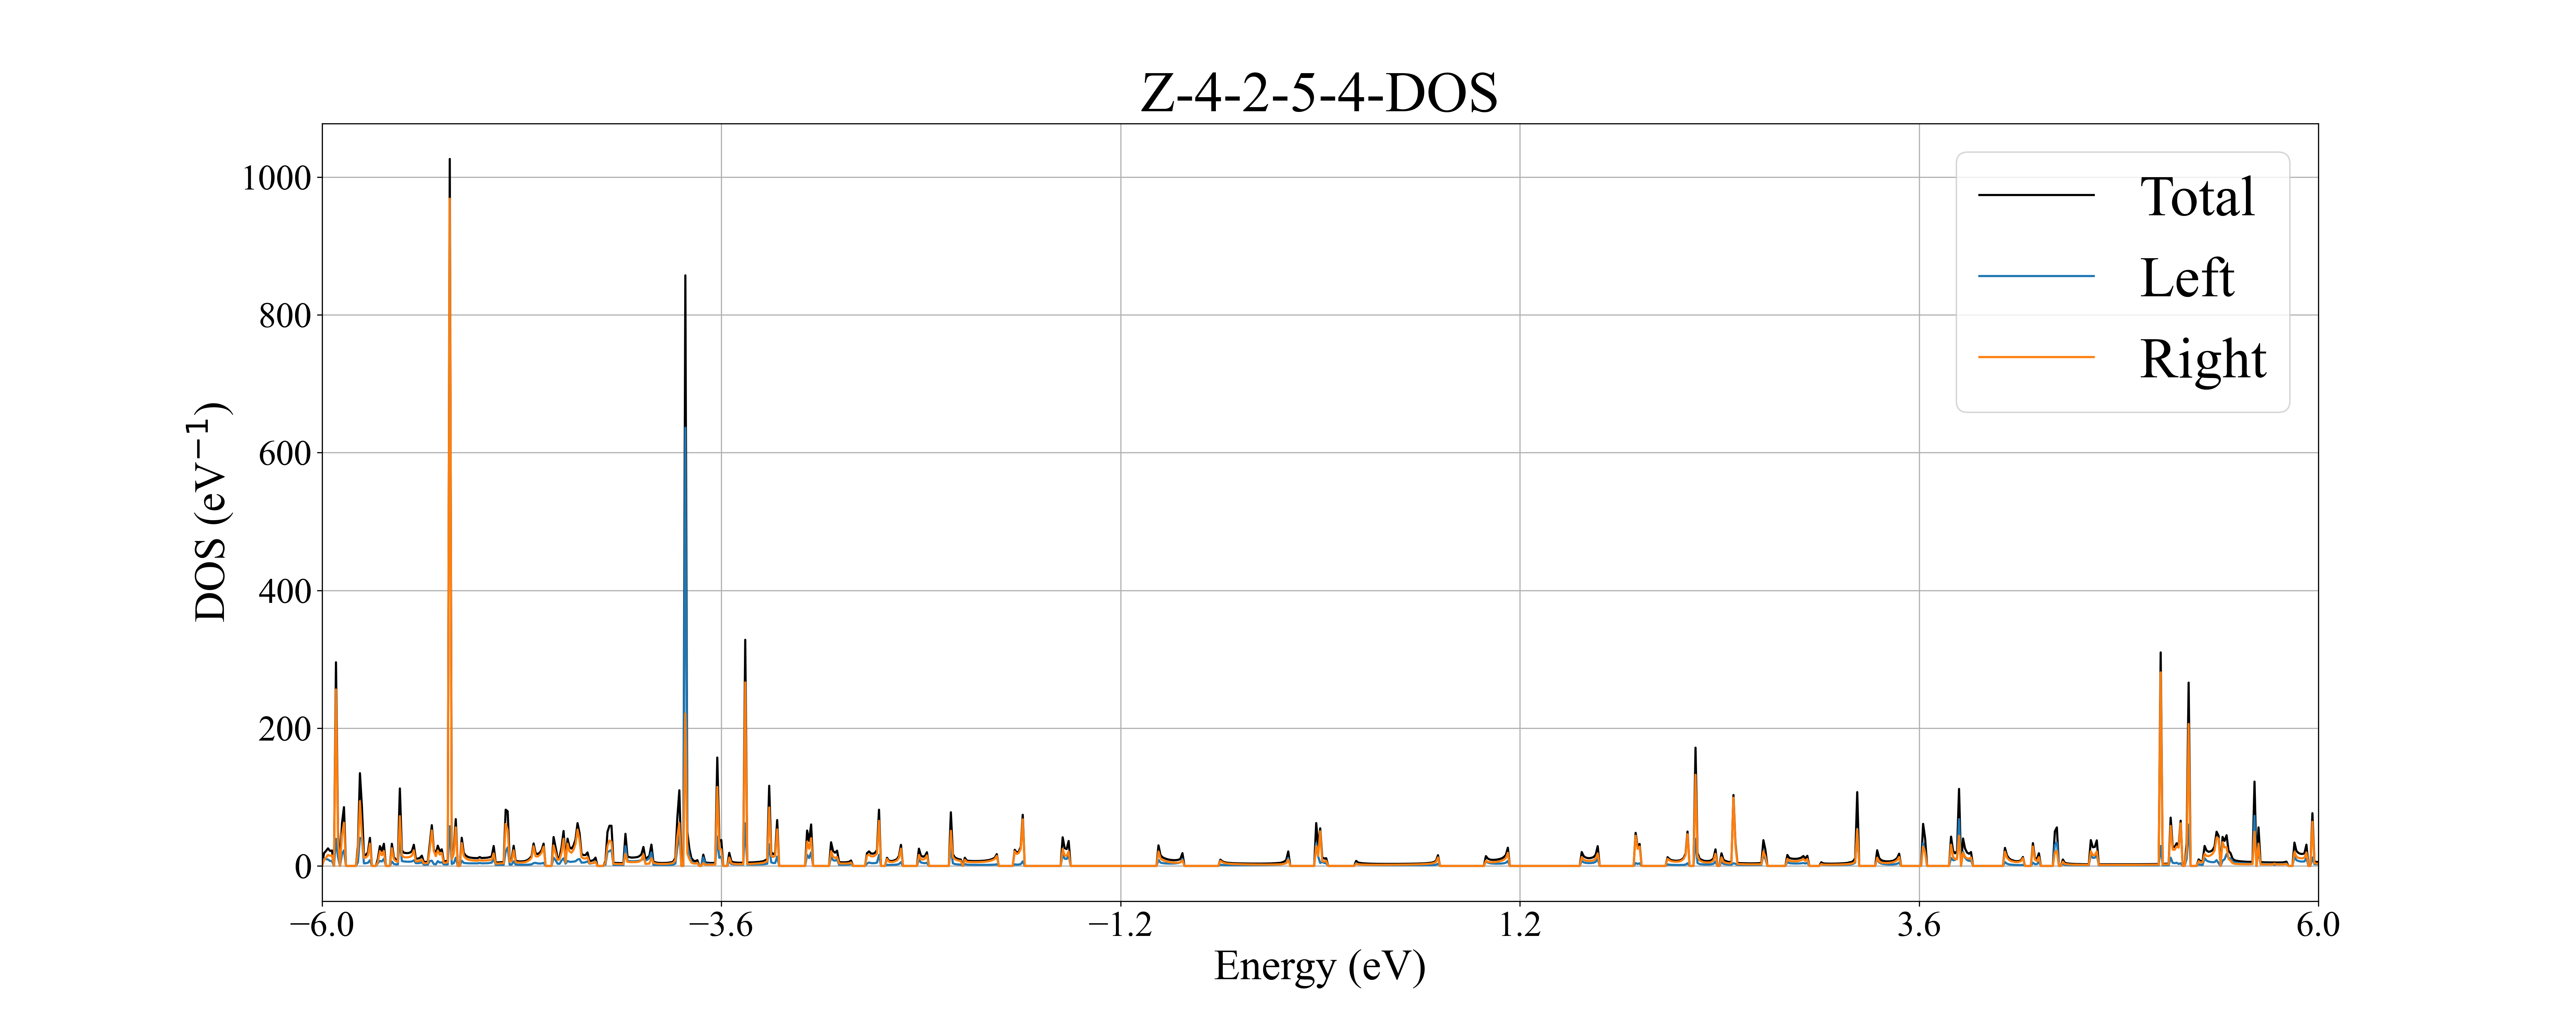 Z-4-2-5-4-DOS
Total
Left
Right
DOS (eV⁻¹)
1000
800
600
400
200
0
−6.0 −3.6 −1.2 1.2 3.6 6.0
Energy (eV)